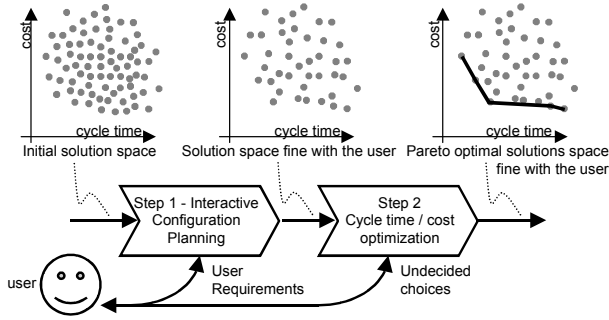 cost
cycle time
Initial solution space
cost
cycle time
Solution space fine with the user
cost
cycle time
Pareto optimal solutions space
fine with the user
Step 1 - Interactive
Configuration
Planning
Step 2
Cycle time / cost
optimization
user
User
Requirements
Undecided
choices